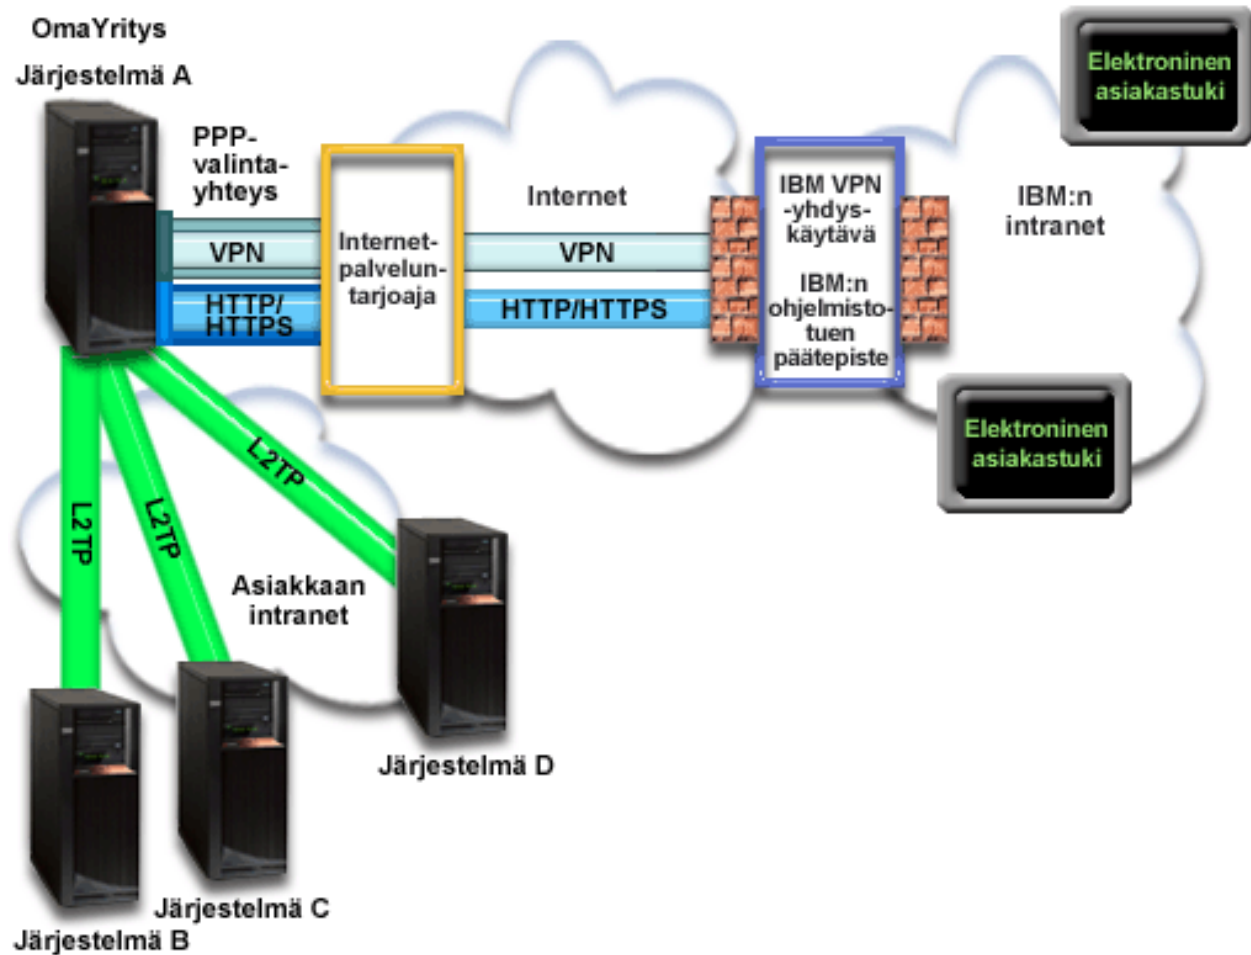 OmaYritys
Järjestelmä A
PPP-
valinta-
yhteys
VPN
HTTP/
HTTPS
Internet-
palvelun-
tarjoaja
Internet
VPN
HTTP/HTTPS
IBM VPN
-yhdys-
käytävä
IBM:n
ohjelmisto-
tuen
päätepiste
IBM:n
intranet
Elektroninen
asiakastuki
Elektroninen
asiakastuki
L2TP
L2TP
L2TP
Asiakkaan
intranet
Järjestelmä D
Järjestelmä C
Järjestelmä B